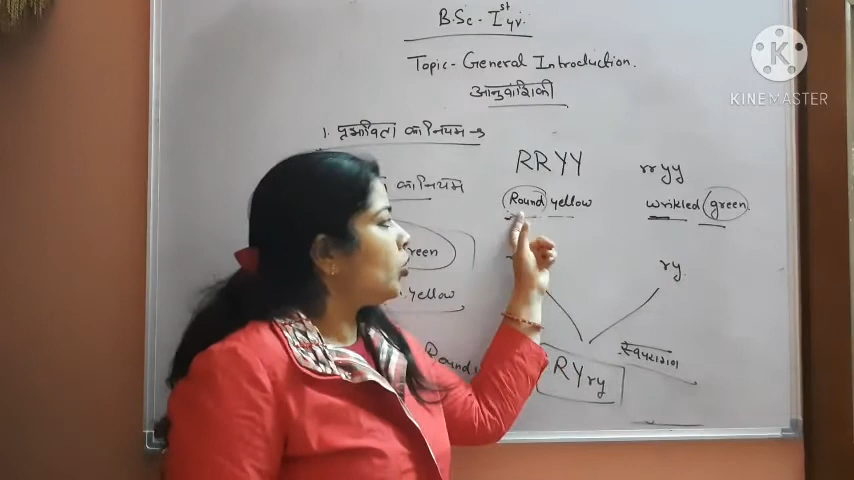 B.Sc - Ist yr.
Topic - General Introduction.
आनुवांशिकी
KINEMASTER
1. प्रभाविता का नियम →
का नियम
RRYY
rryy
Round yellow
wrikled green
reen
yellow
ry
Round
RYry
स्वपरागण